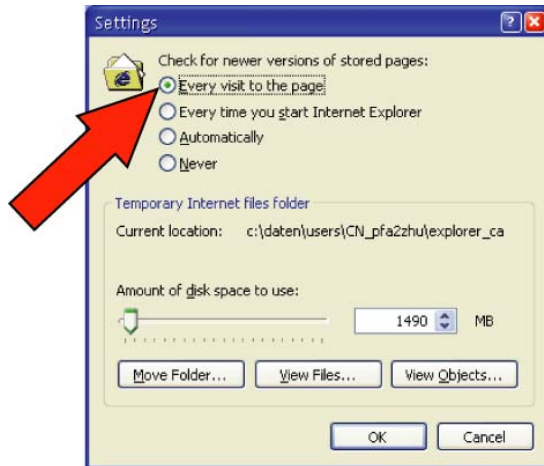 Settings
Check for newer versions of stored pages:
Every visit to the page
Every time you start Internet Explorer
Automatically
Never
Temporary Internet files folder
Current location: c:\daten\users\CN_pfa2zhu\explorer_ca
Amount of disk space to use:
1490 MB
Move Folder... View Files... View Objects...
OK Cancel